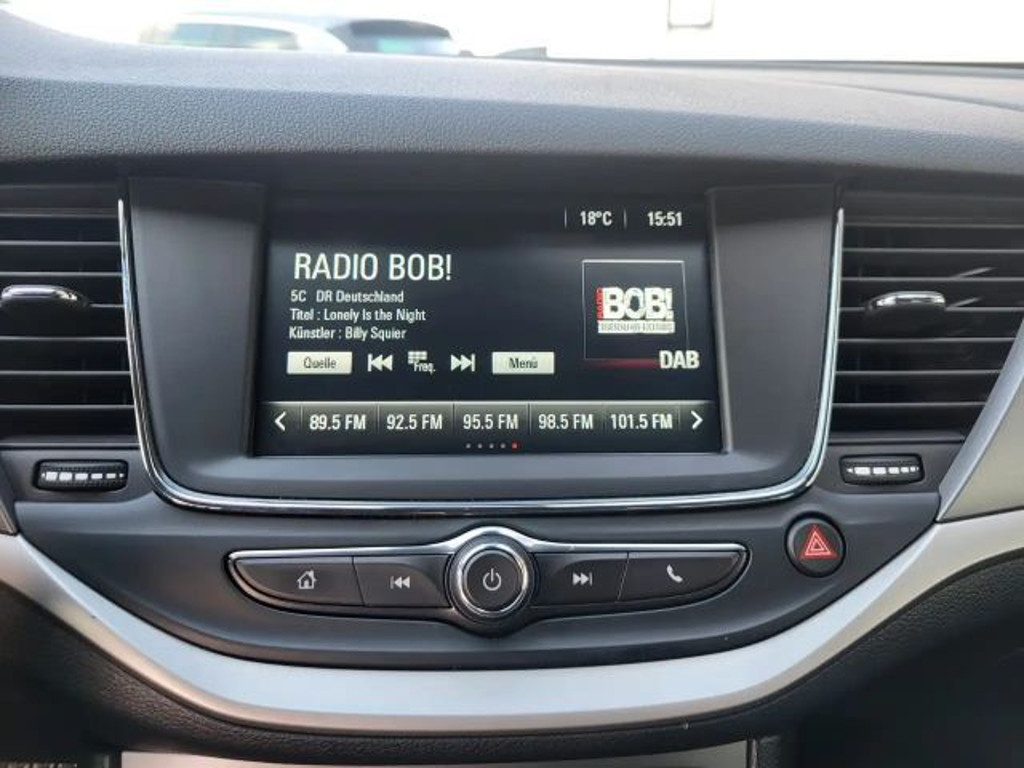 18°C 15:51
RADIO BOB!
5C DR Deutschland
Titel : Lonely Is the Night
Künstler : Billy Squier
RADIO
BOB!
Quelle Freq. Menü
DAB
89.5 FM 92.5 FM 95.5 FM 98.5 FM 101.5 FM